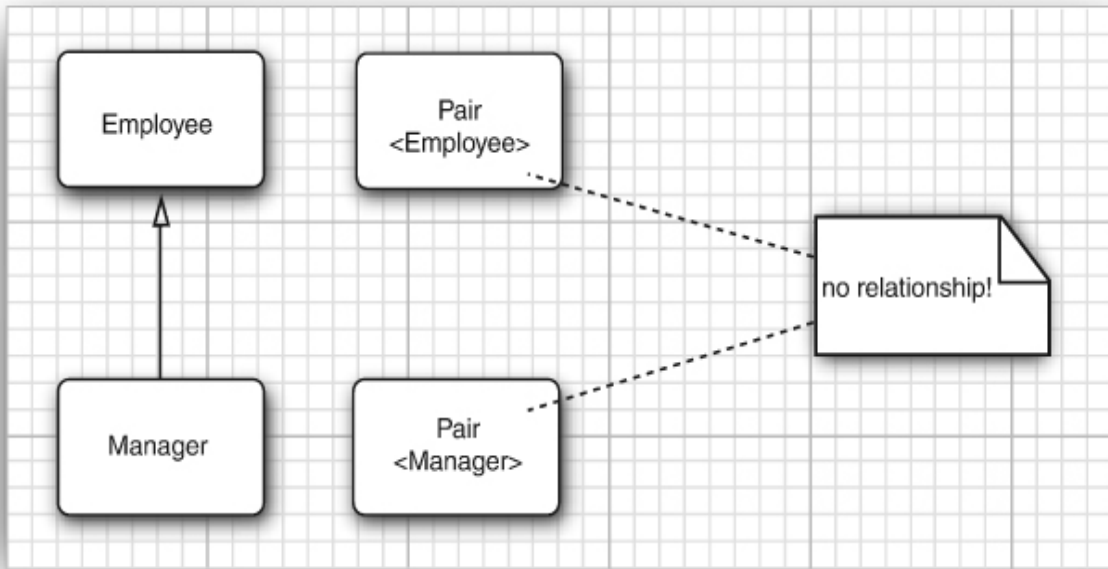 Employee
Pair
<Employee>
no relationship!
Manager
Pair
<Manager>